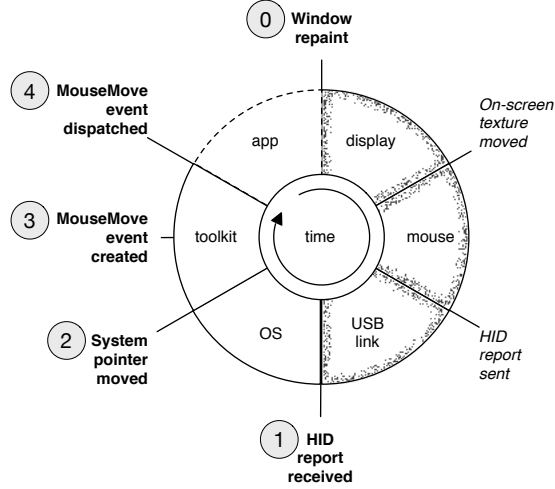 0 Window
repaint
4 MouseMove
event
dispatched
On-screen
texture
moved
app
display
3 MouseMove
event
created
toolkit
time
mouse
2 System
pointer
moved
OS
USB
link
HID
report
sent
1 HID
report
received